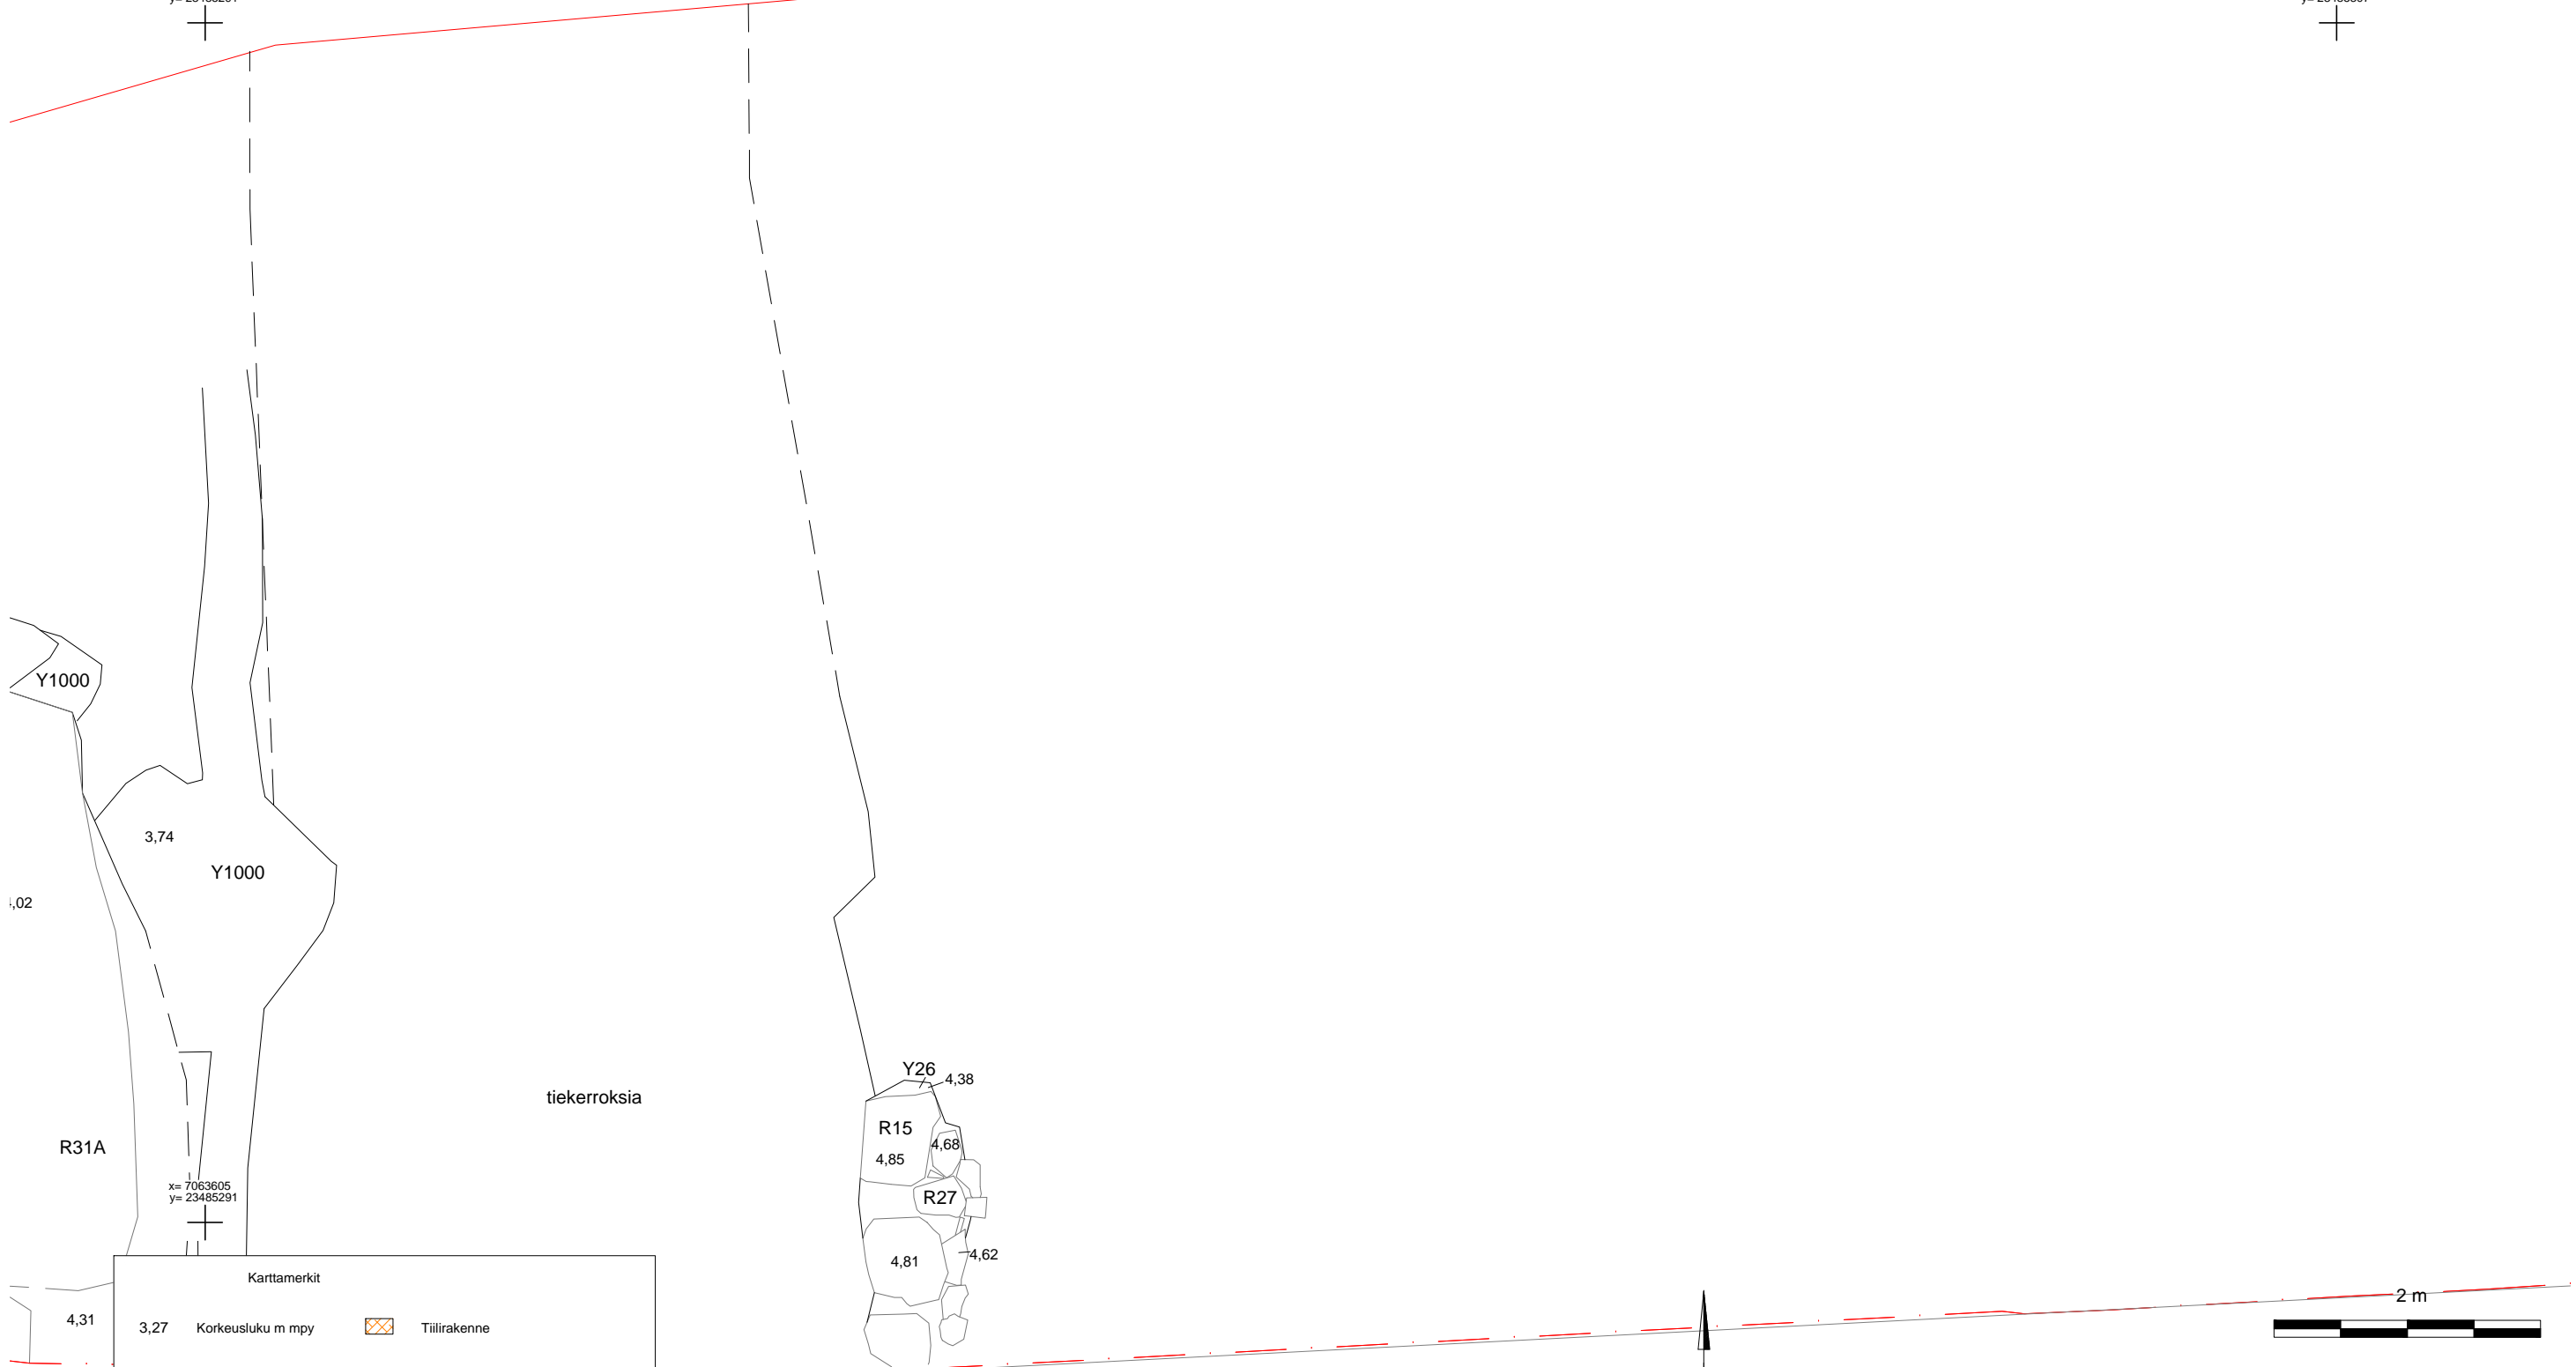 Y1000
3,74
Y1000
Y26
4,38
tiekerroksia
R15
4,68
R31A
4,85
x= 7063605
y= 23485291
R27
4,62
4,81
Karttamerkit
2 m
4,31
3,27 Korkeusluku m mpy Tiilirakenne